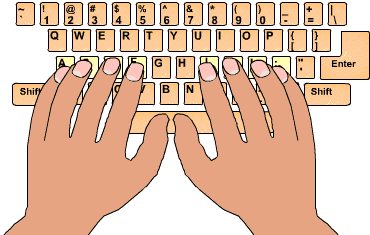 ~ ! @ # $ % ^ & * ( ) _ + |
` 1 2 3 4 5 6 7 8 9 0 - = \
Q W E R T Y U I O P { }
[ ]
A F G H : " Enter
Shift B N Shift